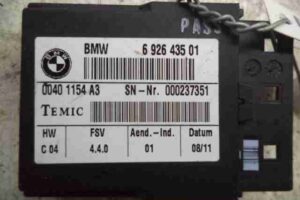 PASS
BMW 6 926 435 01
0040 1154 A3 SN-Nr. 000237351
TEMIC
HW FSV Aend.-Ind. Datum
C 04 4.4.0 01 08/11